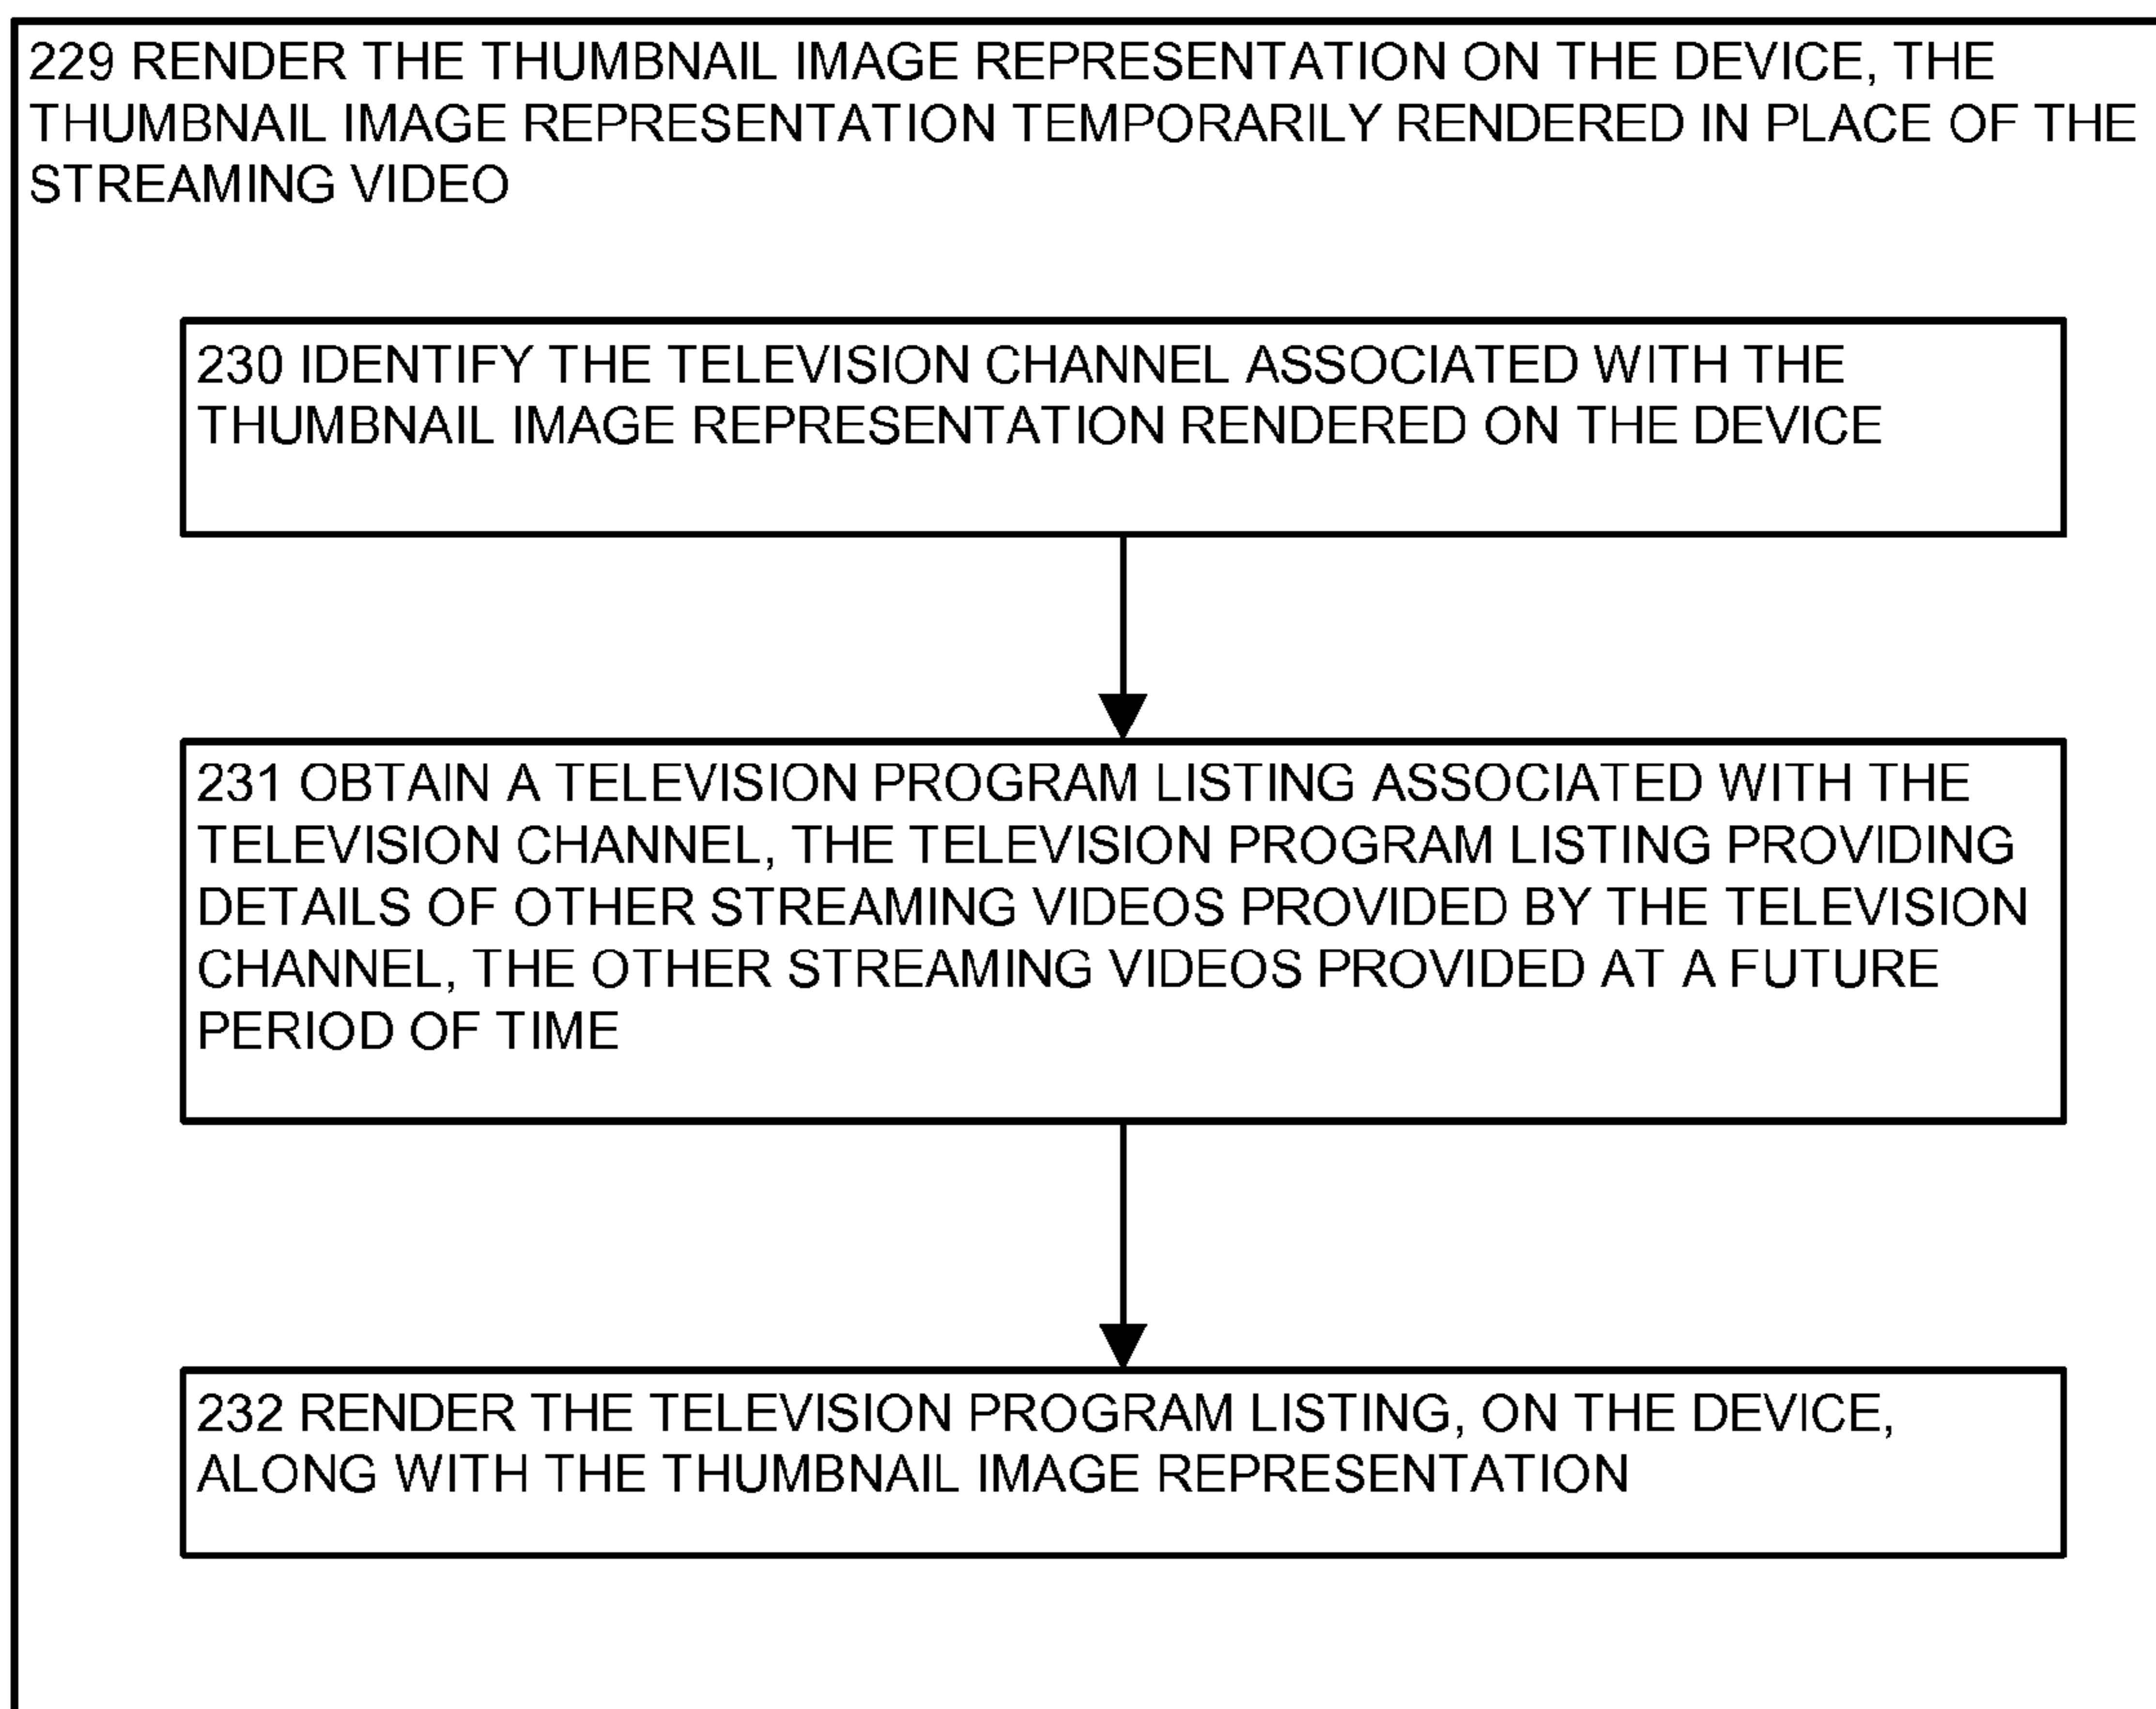 229 RENDER THE THUMBNAIL IMAGE REPRESENTATION ON THE DEVICE, THE
THUMBNAIL IMAGE REPRESENTATION TEMPORARILY RENDERED IN PLACE OF THE
STREAMING VIDEO
230 IDENTIFY THE TELEVISION CHANNEL ASSOCIATED WITH THE
THUMBNAIL IMAGE REPRESENTATION RENDERED ON THE DEVICE
231 OBTAIN A TELEVISION PROGRAM LISTING ASSOCIATED WITH THE
TELEVISION CHANNEL, THE TELEVISION PROGRAM LISTING PROVIDING
DETAILS OF OTHER STREAMING VIDEOS PROVIDED BY THE TELEVISION
CHANNEL, THE OTHER STREAMING VIDEOS PROVIDED AT A FUTURE
PERIOD OF TIME
232 RENDER THE TELEVISION PROGRAM LISTING, ON THE DEVICE,
ALONG WITH THE THUMBNAIL IMAGE REPRESENTATION